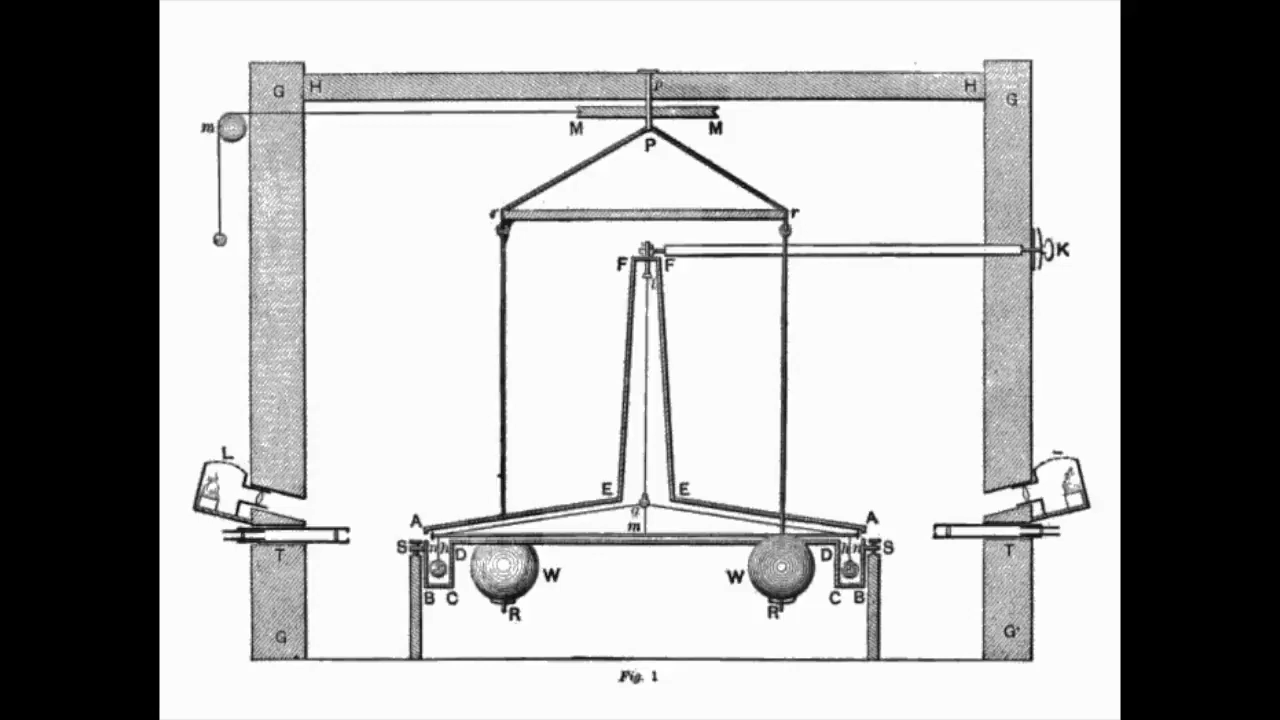 G H p H G
m M M
P
r r
F F K
l
L
E E
g
A m A
S n h D D h n S
T T
W W
B C C B
R R
G G
Fig. 1